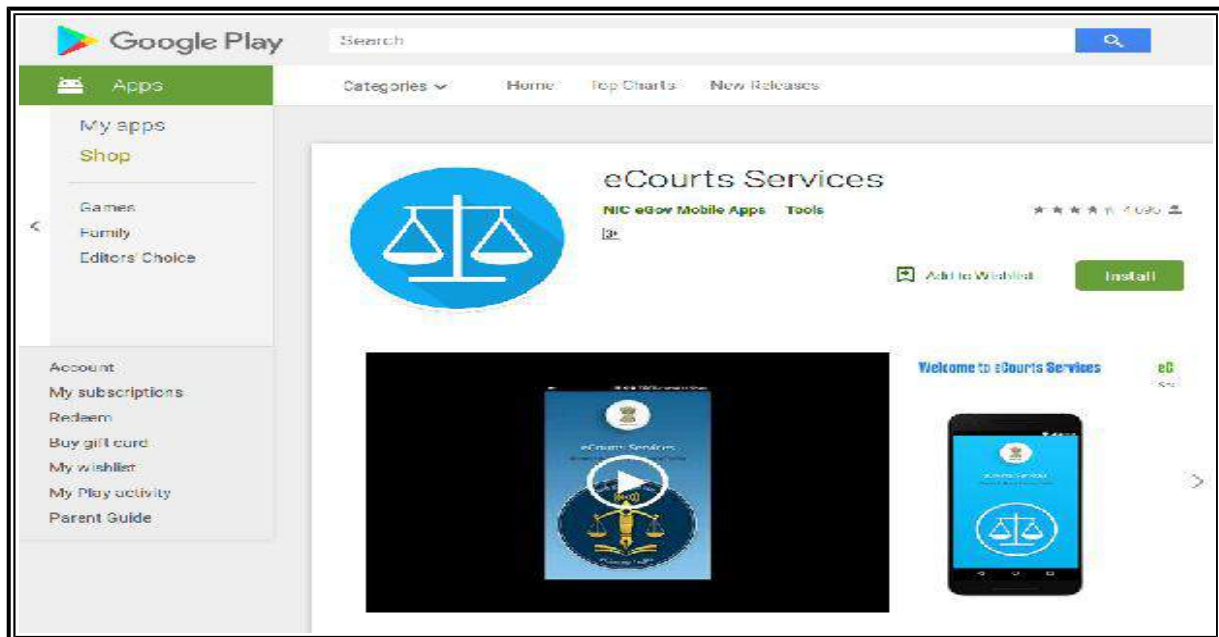 Google Play
Search
Apps
Categories
Home
Top Charts
New Releases
My apps
Shop
Games
Family
Editors' Choice
Account
My subscriptions
Redeem
Buy gift card
My wishlist
My Play activity
Parent Guide
eCourts Services
NIC eGov Mobile Apps Tools
3+
Add to Wishlist
Install
eCourts Services
Welcome to eCourts Services